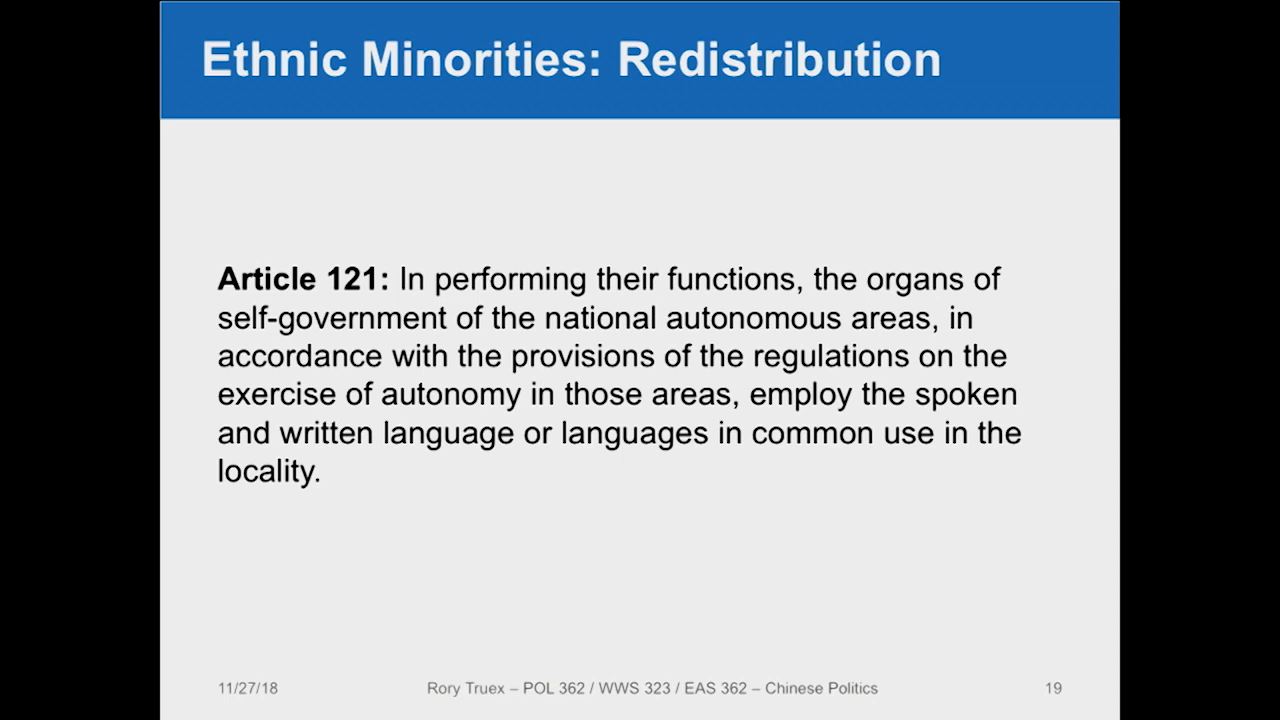 Ethnic Minorities: Redistribution
Article 121: In performing their functions, the organs of
self-government of the national autonomous areas, in
accordance with the provisions of the regulations on the
exercise of autonomy in those areas, employ the spoken
and written language or languages in common use in the
locality.
11/27/18 Rory Truex – POL 362 / WWS 323 / EAS 362 – Chinese Politics 19